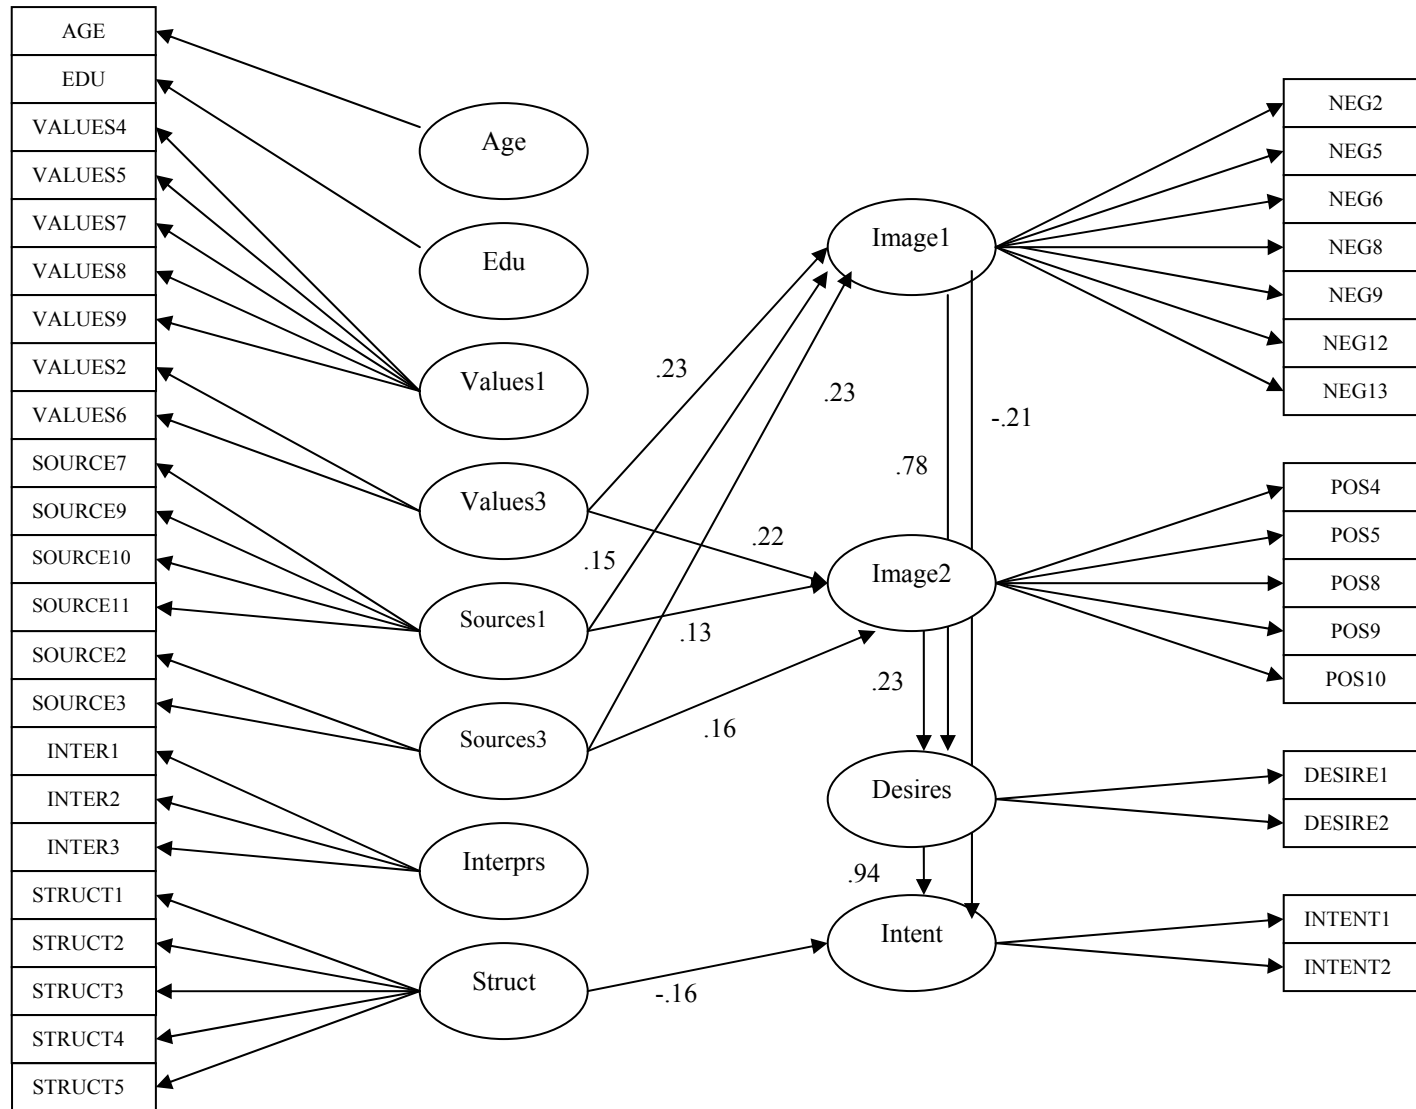 AGE
EDU
VALUES4
VALUES5
VALUES7
VALUES8
VALUES9
VALUES2
VALUES6
SOURCE7
SOURCE9
SOURCE10
SOURCE11
SOURCE2
SOURCE3
INTER1
INTER2
INTER3
STRUCT1
STRUCT2
STRUCT3
STRUCT4
STRUCT5
Age
Edu
Values1
Values3
Sources1
Sources3
Interprs
Struct
.23
.23
.15
.22
.13
.16
-.16
Image1
-.21
.78
Image2
.23
Desires
.94
Intent
NEG2
NEG5
NEG6
NEG8
NEG9
NEG12
NEG13
POS4
POS5
POS8
POS9
POS10
DESIRE1
DESIRE2
INTENT1
INTENT2